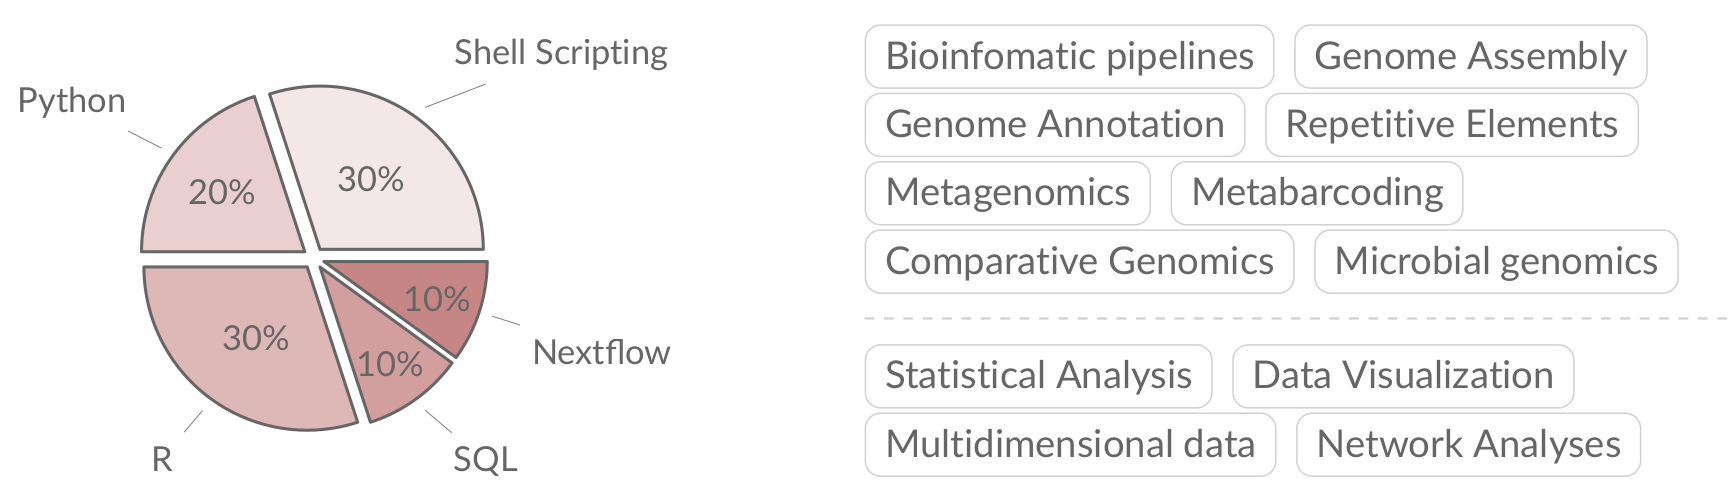 Shell Scripting
Python
20%
30%
30%
10%
10%
Nextflow
R
SQL
Bioinfomatic pipelines
Genome Assembly
Genome Annotation
Repetitive Elements
Metagenomics
Metabarcoding
Comparative Genomics
Microbial genomics
Statistical Analysis
Data Visualization
Multidimensional data
Network Analyses